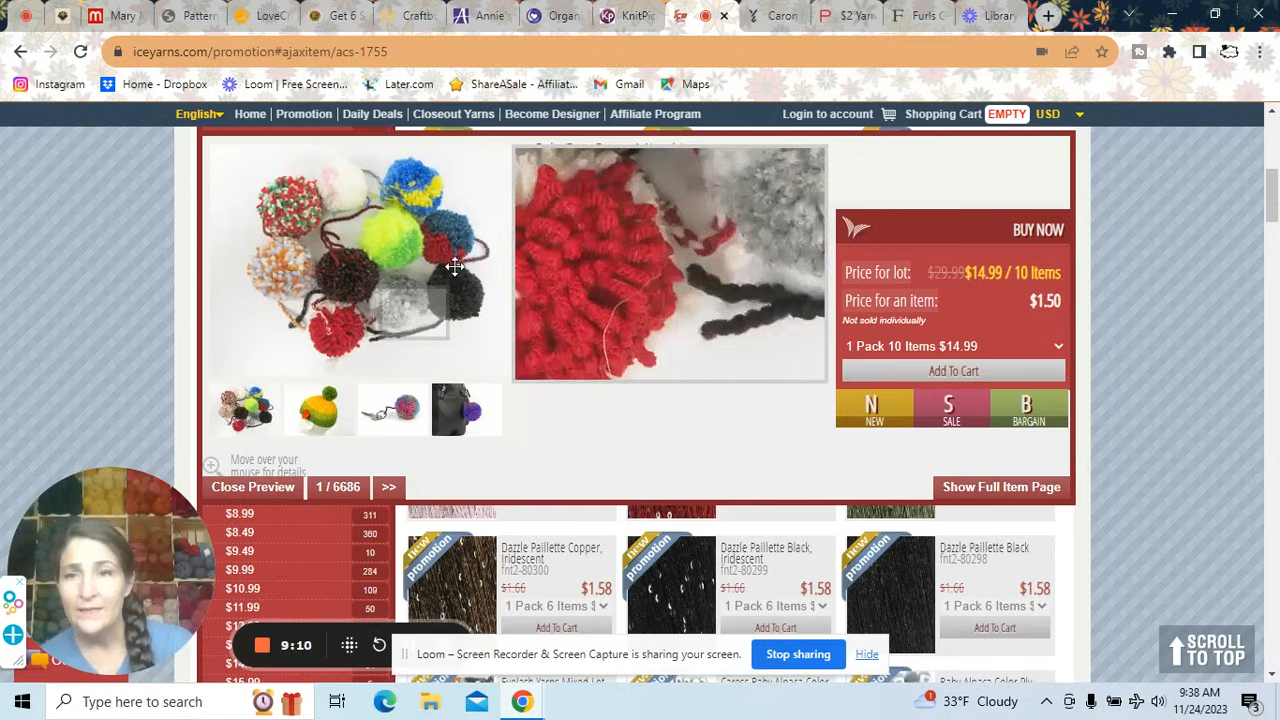 Mary
Pattern
LoveCr
Get 6
Craftb
Annie'
Organ
KnitPic
Caron
$2 Yar
Furls C
Library
iceyarns.com/promotion#ajaxitem/acs-1755
Instagram
Home - Dropbox
Loom | Free Screen...
Later.com
ShareASale - Affiliat...
Gmail
Maps
English Home | Promotion | Daily Deals | Closeout Yarns | Become Designer | Affiliate Program
Login to account Shopping Cart EMPTY USD
BUY NOW
Price for lot: $29.99 $14.99 / 10 Items
Price for an item: $1.50
Not sold individually
1 Pack 10 Items $14.99
Add To Cart
N S B
NEW SALE BARGAIN
Move over your
mouse for details
Close Preview 1 / 6686 >> Show Full Item Page
$8.99 311
$8.49 360
$9.49 10
$9.99 284
$10.99 109
$11.99 50
new promotion
Dazzle Paillette Copper,
Iridescent
fnt2-80300
$1.66 $1.58
1 Pack 6 Items $
Add To Cart
new promotion
Dazzle Paillette Black,
Iridescent
fnt2-80299
$1.66 $1.58
1 Pack 6 Items $
Add To Cart
new promotion
Dazzle Paillette Black
fnt2-80298
$1.66 $1.58
1 Pack 6 Items $
Add To Cart
9:10
Loom – Screen Recorder & Screen Capture is sharing your screen.
Stop sharing
Hide
SCROLL
TO TOP
Type here to search
33°F Cloudy
9:38 AM
11/24/2023
3